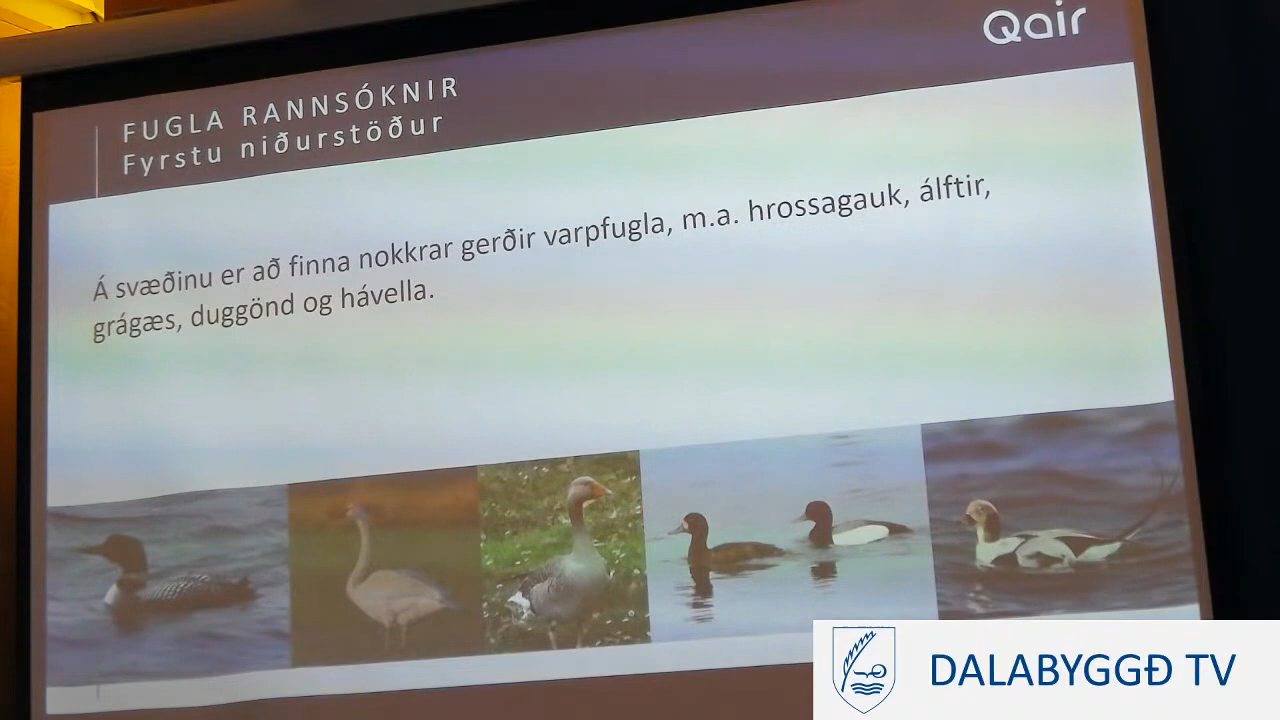 Qair
FUGLA RANNSÓKNIR
Fyrstu niðurstöður
Á svæðinu er að finna nokkrar gerðir varpfugla, m.a. hrossagauk, álftir,
grágæs, duggönd og hávella.
DALABYGGÐ TV